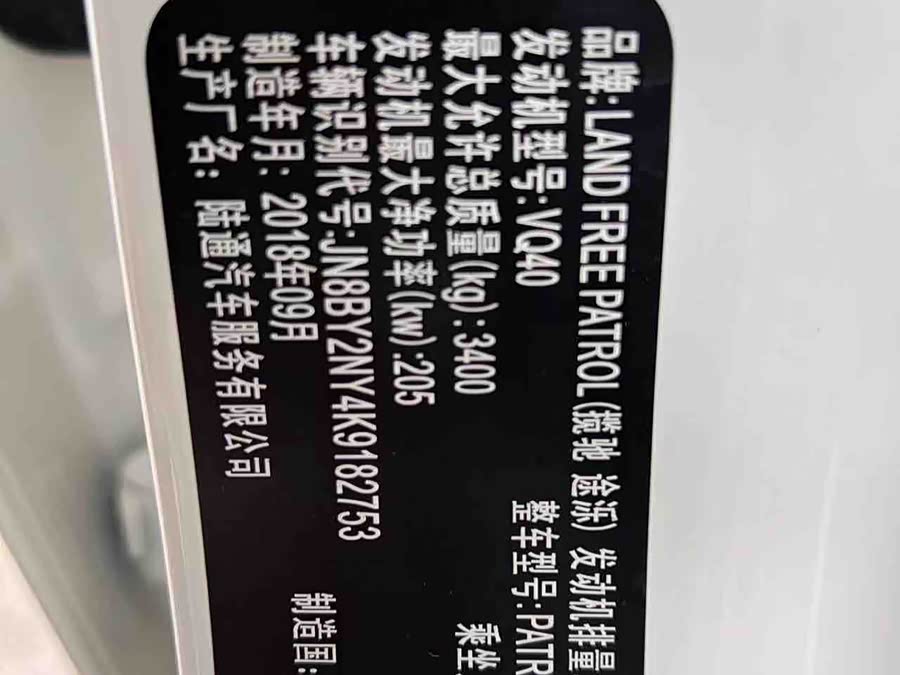 品牌:LAND FREE PATROL (揽驰 途泺) 发动机排量
发动机型号:VQ40 整车型号:PATR
最大允许总质量(kg):3400 乘坐
发动机最大净功率(kw):205
车辆识别代号:JN8BY2NY4K9182753
制造年月: 2018年09月 制造国:
生产厂名: 陆通汽车服务有限公司